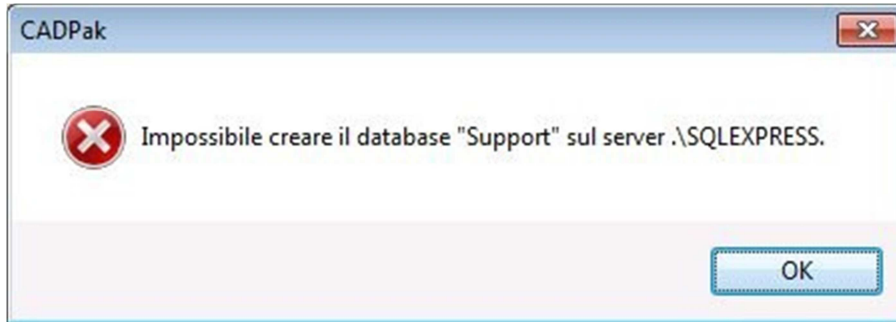 CADPak
Impossibile creare il database "Support" sul server .\SQLEXPRESS.
OK